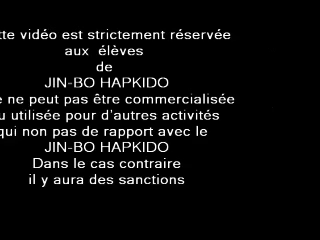 tte vidéo est strictement réservée
aux élèves
de
JIN-BO HAPKIDO
e ne peut pas être commercialisée
u utilisée pour d'autres activités
qui non pas de rapport avec le
JIN-BO HAPKIDO
Dans le cas contraire
il y aura des sanctions